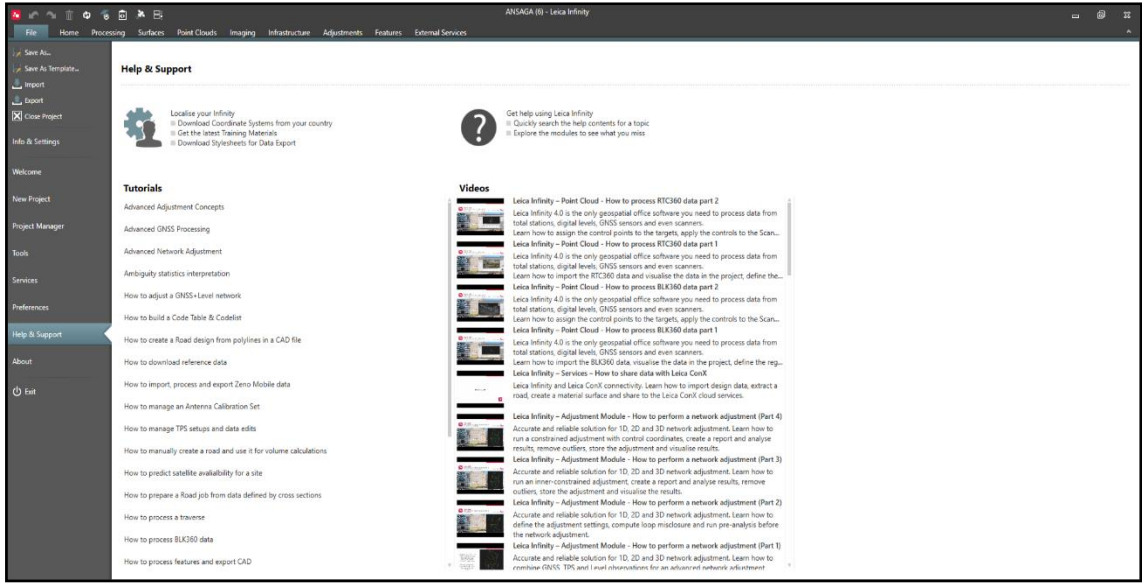 ANSAGA (6) - Leica Infinity
File Home Processing Surfaces Point Clouds Imaging Infrastructure Adjustments Features External Services
Save As...
Save As Template...
Import
Export
Close Project
Info & Settings
Welcome
New Project
Project Manager
Tools
Services
Preferences
Help & Support
About
Exit
Help & Support
Localise your Infinity
Download Coordinate Systems from your country
Get the latest Training Materials
Download Stylesheets for Data Export
Get help using Leica Infinity
Quickly search the help contents for a topic
Explore the modules to see what you miss
Tutorials
Advanced Adjustment Concepts
Advanced GNSS Processing
Advanced Network Adjustment
Ambiguity statistics interpretation
How to adjust a GNSS+Level network
How to build a Code Table & Codelist
How to create a Road design from polylines in a CAD file
How to download reference data
How to import, process and export Zeno Mobile data
How to manage an Antenna Calibration Set
How to manage TPS setups and data edits
How to manually create a road and use it for volume calculations
How to predict satellite avaliablility for a site
How to prepare a Road job from data defined by cross sections
How to process a traverse
How to process BLK360 data
How to process features and export CAD
Videos
Leica Infinity – Point Cloud - How to process RTC360 data part 2
Leica Infinity 4.0 is the only geospatial office software you need to process data from
total stations, digital levels, GNSS sensors and even scanners.
Learn how to assign the control points to the targets, apply the controls to the Scan...
Leica Infinity – Point Cloud - How to process RTC360 data part 1
Leica Infinity 4.0 is the only geospatial office software you need to process data from
total stations, digital levels, GNSS sensors and even scanners.
Learn how to import the RTC360 data and visualise the data in the project, define the...
Leica Infinity – Point Cloud - How to process BLK360 data part 2
Leica Infinity 4.0 is the only geospatial office software you need to process data from
total stations, digital levels, GNSS sensors and even scanners.
Learn how to assign the control points to the targets, apply the controls to the Scan...
Leica Infinity – Point Cloud - How to process BLK360 data part 1
Leica Infinity 4.0 is the only geospatial office software you need to process data from
total stations, digital levels, GNSS sensors and even scanners.
Learn how to import the BLK360 data, visualise the data in the project, define the reg...
Leica Infinity – Services – How to share data with Leica ConX
Leica Infinity and Leica ConX connectivity. Learn how to import design data, extract a
road, create a material surface and share to the Leica ConX cloud services.
Leica Infinity – Adjustment Module - How to perform a network adjustment (Part 4)
Accurate and reliable solution for 1D, 2D and 3D network adjustment. Learn how to
run a constrained adjustment with control coordinates, create a report and analyse
results, remove outliers, store the adjustment and visualise results.
Leica Infinity – Adjustment Module - How to perform a network adjustment (Part 3)
Accurate and reliable solution for 1D, 2D and 3D network adjustment. Learn how to
run an inner-constrained adjustment, create a report and analyse results, remove
outliers, store the adjustment and visualise the results.
Leica Infinity – Adjustment Module - How to perform a network adjustment (Part 2)
Accurate and reliable solution for 1D, 2D and 3D network adjustment. Learn how to
define the adjustment settings, compute loop misclosure and run pre-analysis before
the network adjustment.
Leica Infinity – Adjustment Module - How to perform a network adjustment (Part 1)
Accurate and reliable solution for 1D, 2D and 3D network adjustment. Learn how to
combine GNSS, TPS and Level observations for an advanced network adjustment